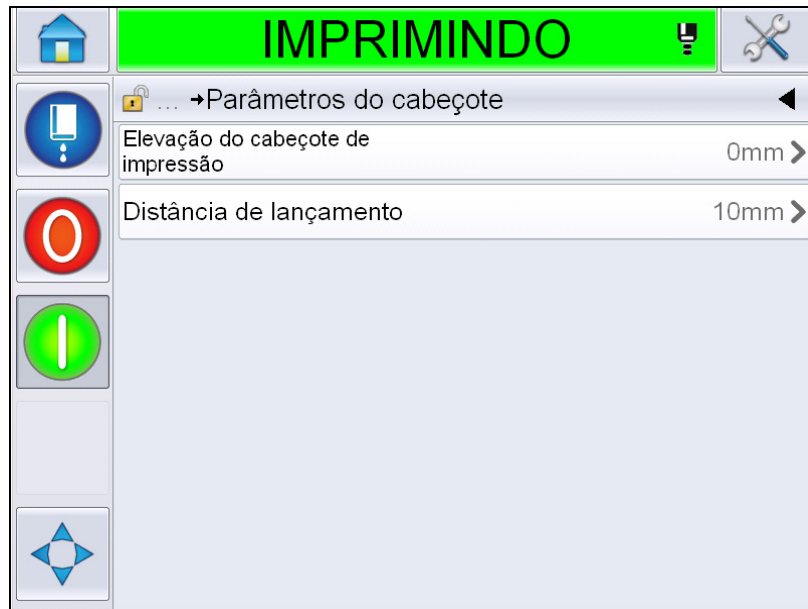 IMPRIMINDO
... →Parâmetros do cabeçote
Elevação do cabeçote de
impressão
0mm
Distância de lançamento
10mm